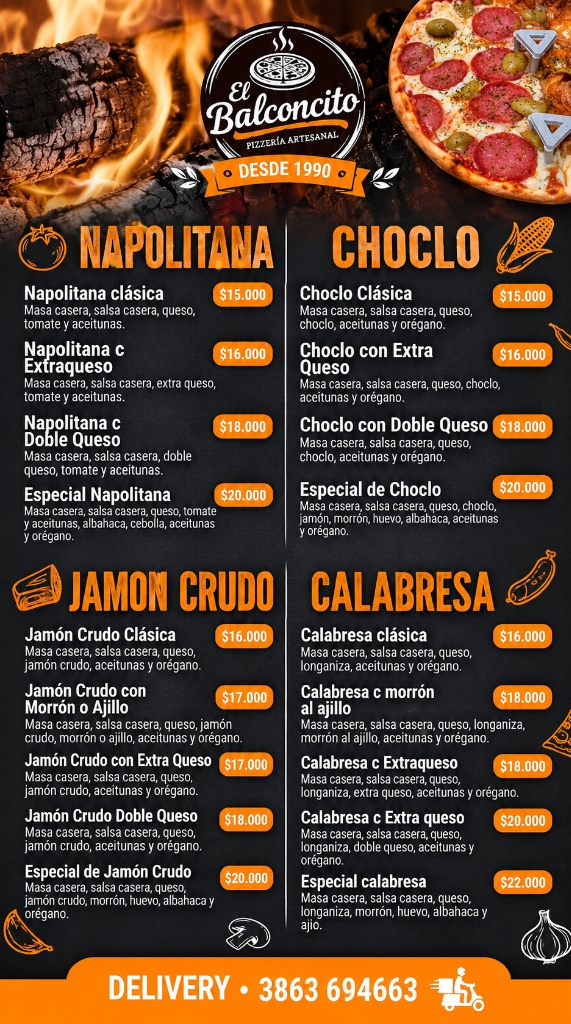 El
Balconcito
PIZZERÍA ARTESANAL
DESDE 1990
NAPOLITANA
Napolitana clásica
$15.000
Masa casera, salsa casera, queso,
tomate y aceitunas.
Napolitana c
Extraqueso
$16.000
Masa casera, salsa casera, extra queso,
tomate y aceitunas.
Napolitana c
Doble Queso
$18.000
Masa casera, salsa casera, doble
queso, tomate y aceitunas.
Especial Napolitana
$20.000
Masa casera, salsa casera, queso, tomate
y aceitunas, albahaca, cebolla, aceitunas
y orégano.
CHOCLO
Choclo Clásica
$15.000
Masa casera, salsa casera, queso,
choclo, aceitunas y orégano.
Choclo con Extra
Queso
$16.000
Masa casera, salsa casera, queso, choclo,
aceitunas y orégano.
Choclo con Doble Queso
$18.000
Masa casera, salsa casera, queso,
choclo, aceitunas y orégano.
Especial de Choclo
$20.000
Masa casera, salsa casera, queso, choclo,
jamón, morrón, huevo, albahaca, aceitunas
y orégano.
JAMON CRUDO
Jamón Crudo Clásica
$16.000
Masa casera, salsa casera, queso,
jamón crudo, aceitunas y orégano.
Jamón Crudo con
Morrón o Ajillo
$17.000
Masa casera, salsa casera, queso, jamón
crudo, morrón o ajillo, aceitunas y orégano.
Jamón Crudo con Extra Queso
$17.000
Masa casera, salsa casera, queso,
jamón crudo, aceitunas y orégano.
Jamón Crudo Doble Queso
$18.000
Masa casera, salsa casera, queso,
jamón crudo, aceitunas y orégano.
Especial de Jamón Crudo
$20.000
Masa casera, salsa casera, queso,
jamón crudo, morrón, huevo, albahaca y
orégano.
CALABRESA
Calabresa clásica
$16.000
Masa casera, salsa casera, queso,
longaniza, aceitunas y orégano.
Calabresa c morrón
al ajillo
$18.000
Masa casera, salsa casera, queso, longaniza,
morrón al ajillo, aceitunas y orégano.
Calabresa c Extraqueso
$18.000
Masa casera, salsa casera, queso,
longaniza, extra queso, aceitunas y orégano.
Calabresa c Extra queso
$20.000
Masa casera, salsa casera, queso,
longaniza, doble queso, aceitunas y
orégano.
Especial calabresa
$22.000
Masa casera, salsa casera, queso,
longaniza, morrón, huevo, albahaca y
ajio.
DELIVERY • 3863 694663